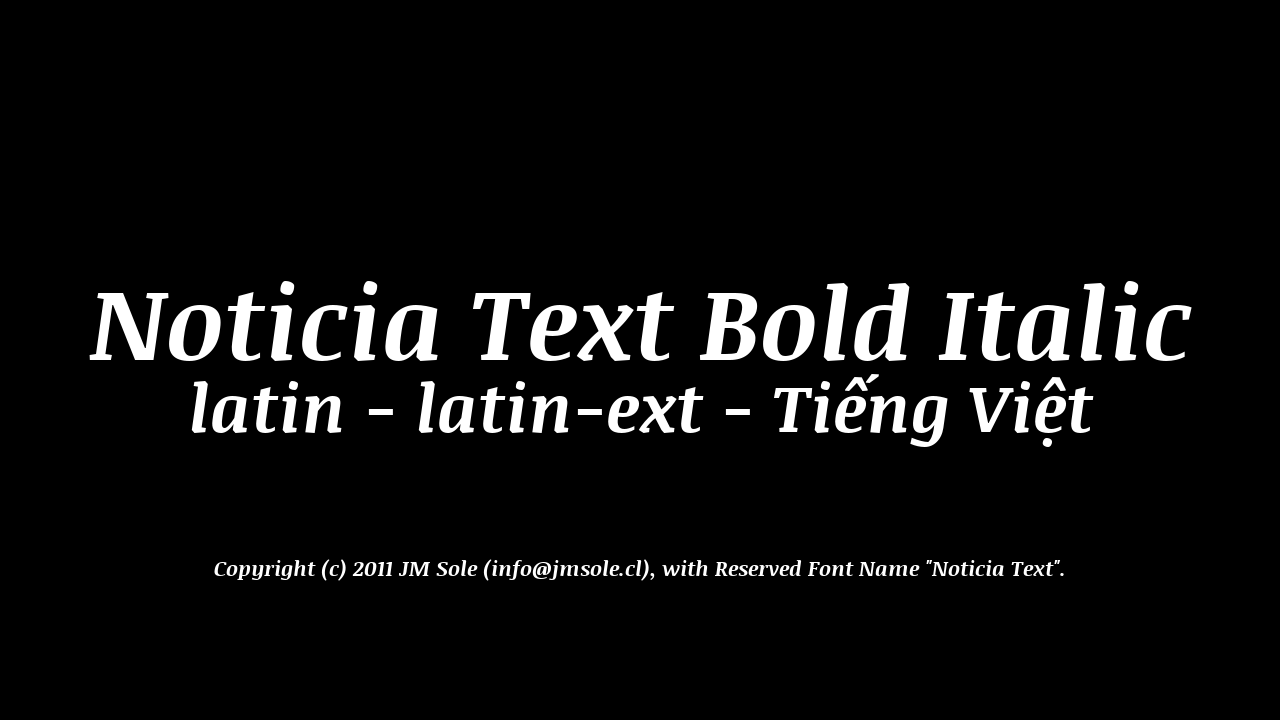 Noticia Text Bold Italic
latin - latin-ext - Tiếng Việt
Copyright (c) 2011 JM Sole (info@jmsole.cl), with Reserved Font Name "Noticia Text".